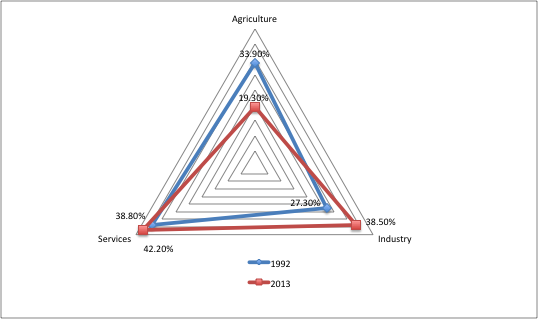 Agriculture
33.90%
19.30%
27.30%
38.80%
38.50%
Services
Industry
42.20%
1992
2013